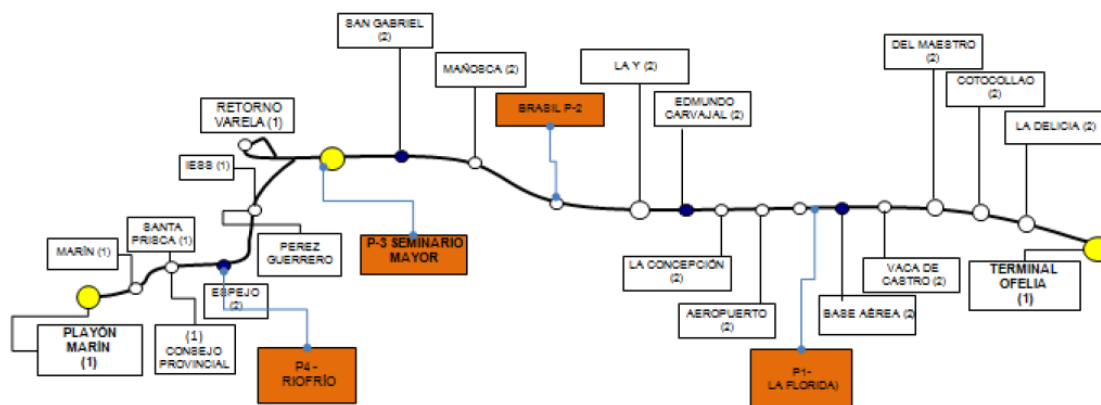 SAN GABRIEL
(2)
MAÑOSCA (2)
LA Y (2)
DEL MAESTRO
(2)
COTOCOLLAO
(2)
BRASIL P-2
EDMUNDO
CARVAJAL (2)
LA DELICIA (2)
RETORNO
VARELA (1)
IESS (1)
SANTA
PRISCA (1)
MARÍN (1)
PEREZ
GUERRERO
P-3 SEMINARIO
MAYOR
LA CONCEPCIÓN
(2)
VACA DE
CASTRO (2)
TERMINAL
OFELIA
(1)
ESPEJO
(2)
AEROPUERTO
(2)
BASE AÉREA (2)
PLAYÓN
MARÍN
(1)
(1)
CONSEJO
PROVINCIAL
P4 -
RIOFRÍO
P1-
LA FLORIDA)